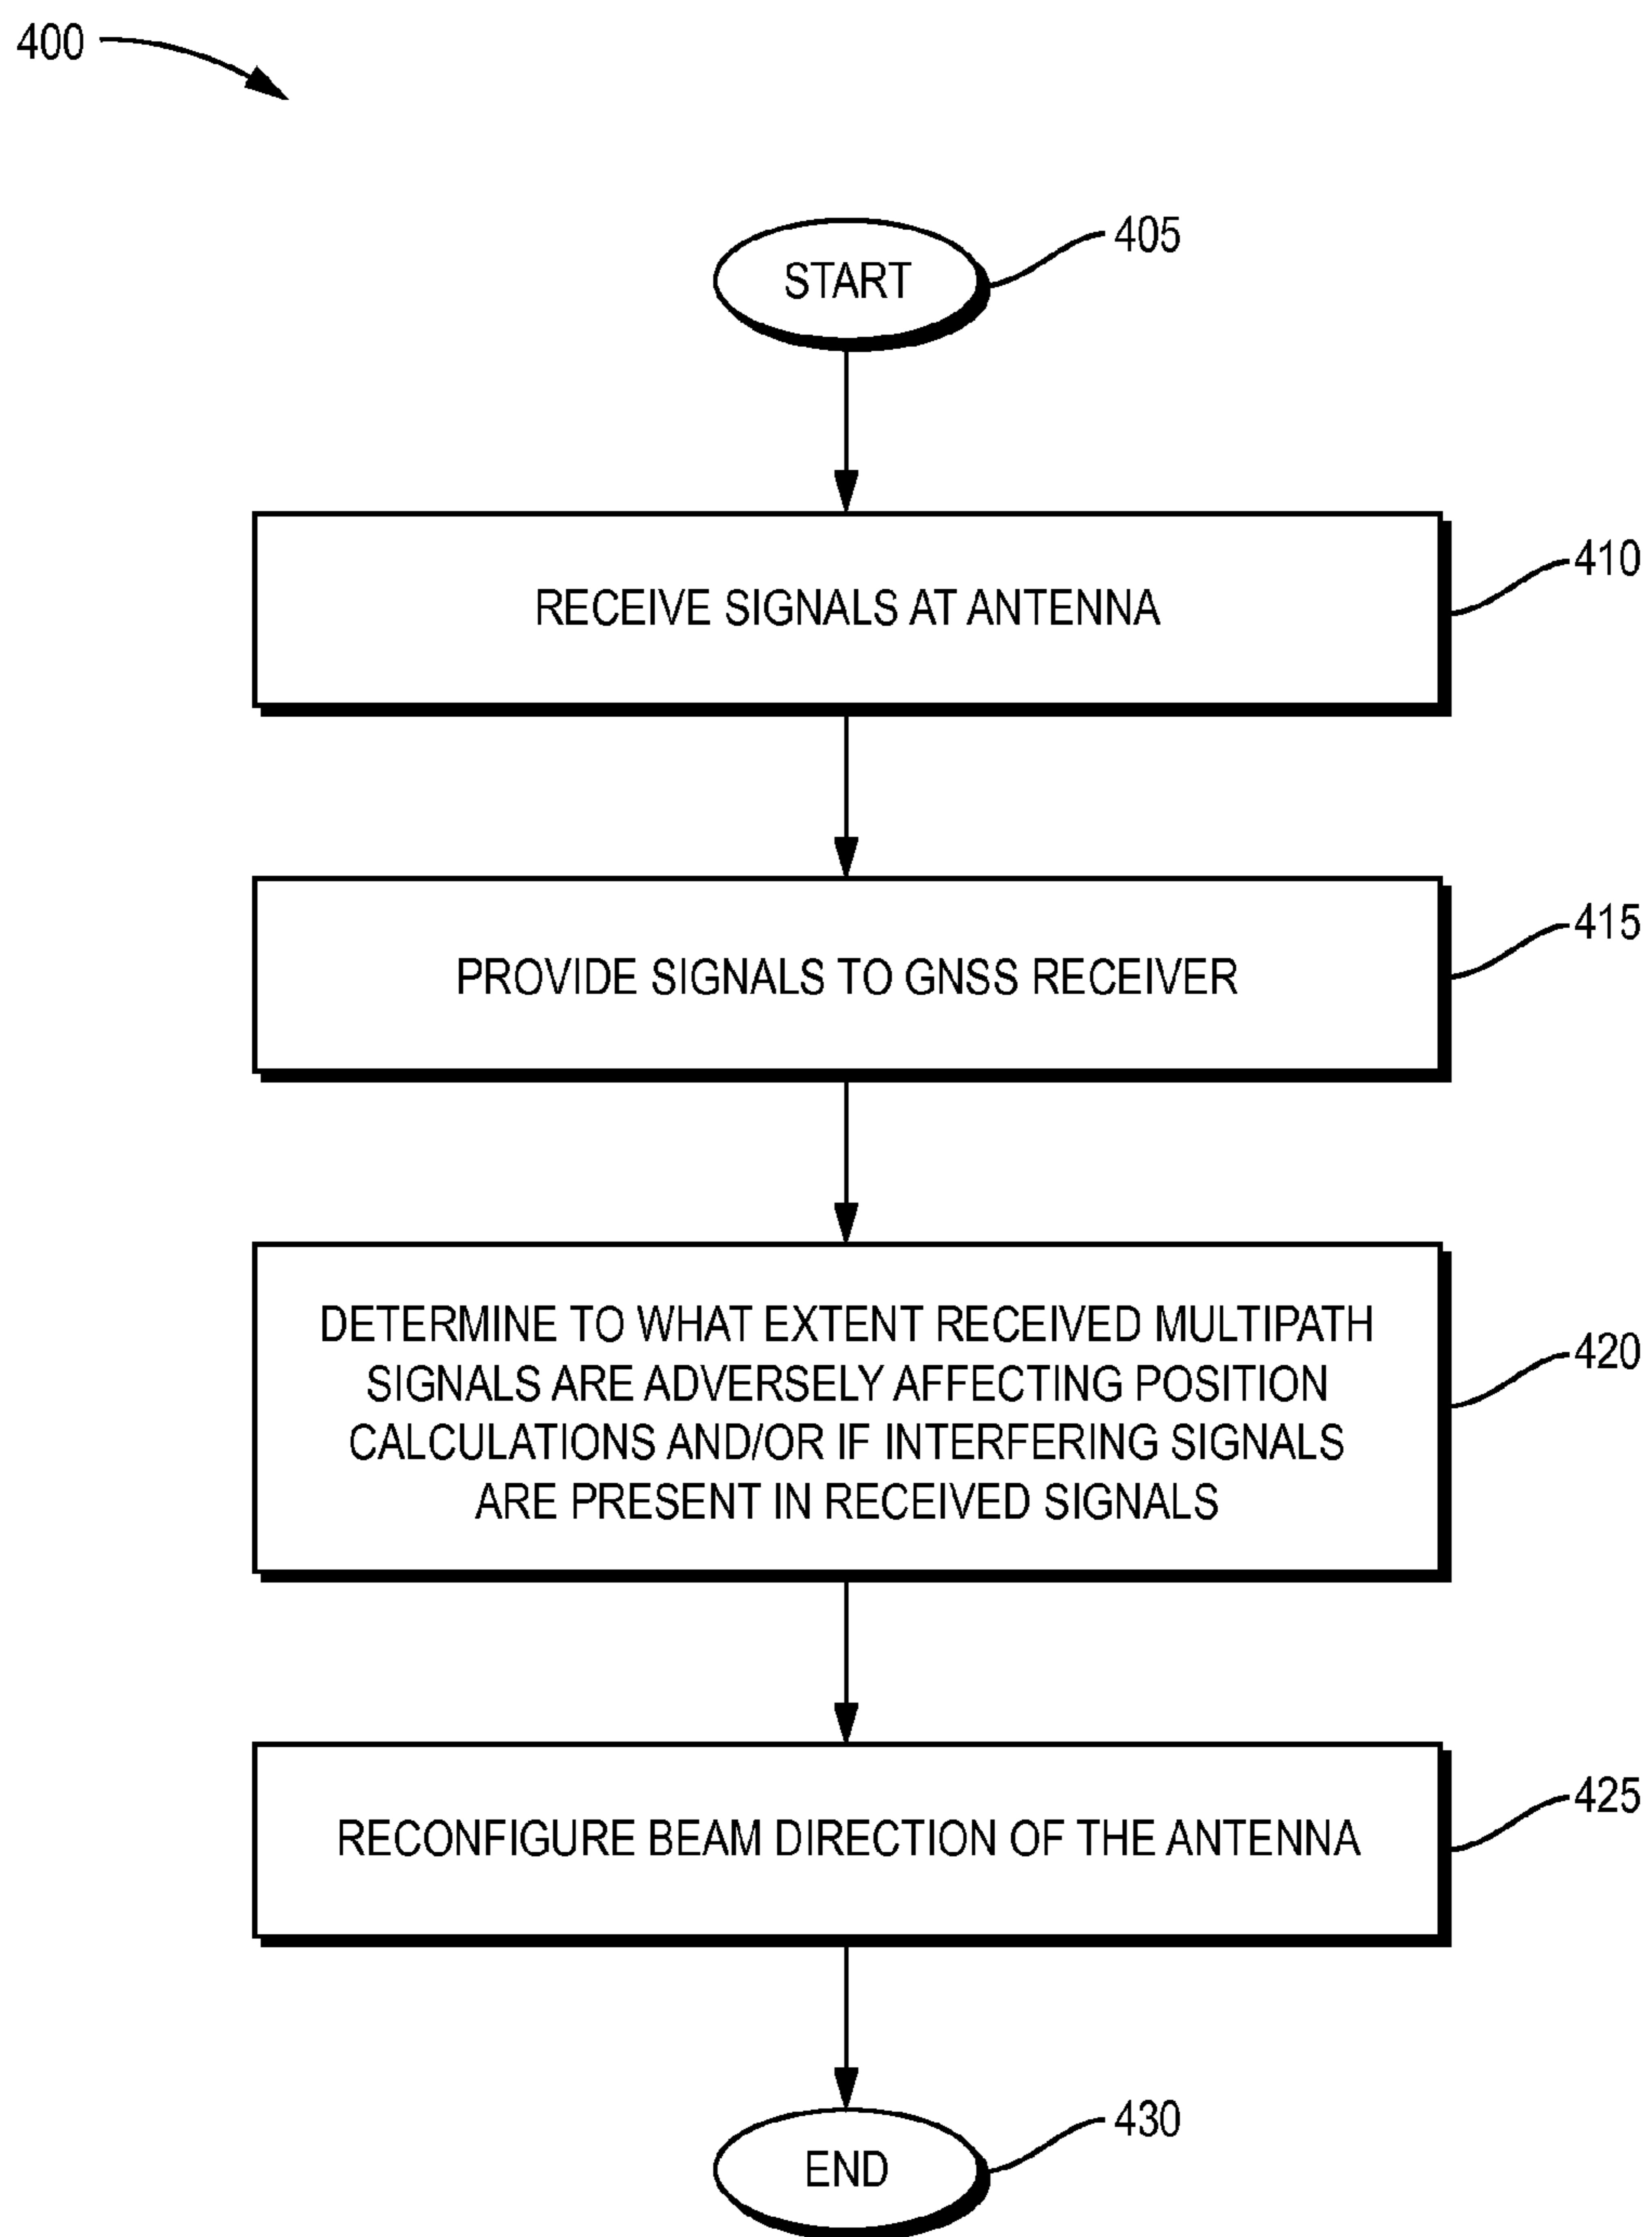 400
START
405
RECEIVE SIGNALS AT ANTENNA
410
PROVIDE SIGNALS TO GNSS RECEIVER
415
DETERMINE TO WHAT EXTENT RECEIVED MULTIPATH
SIGNALS ARE ADVERSELY AFFECTING POSITION
CALCULATIONS AND/OR IF INTERFERING SIGNALS
ARE PRESENT IN RECEIVED SIGNALS
420
RECONFIGURE BEAM DIRECTION OF THE ANTENNA
425
END
430